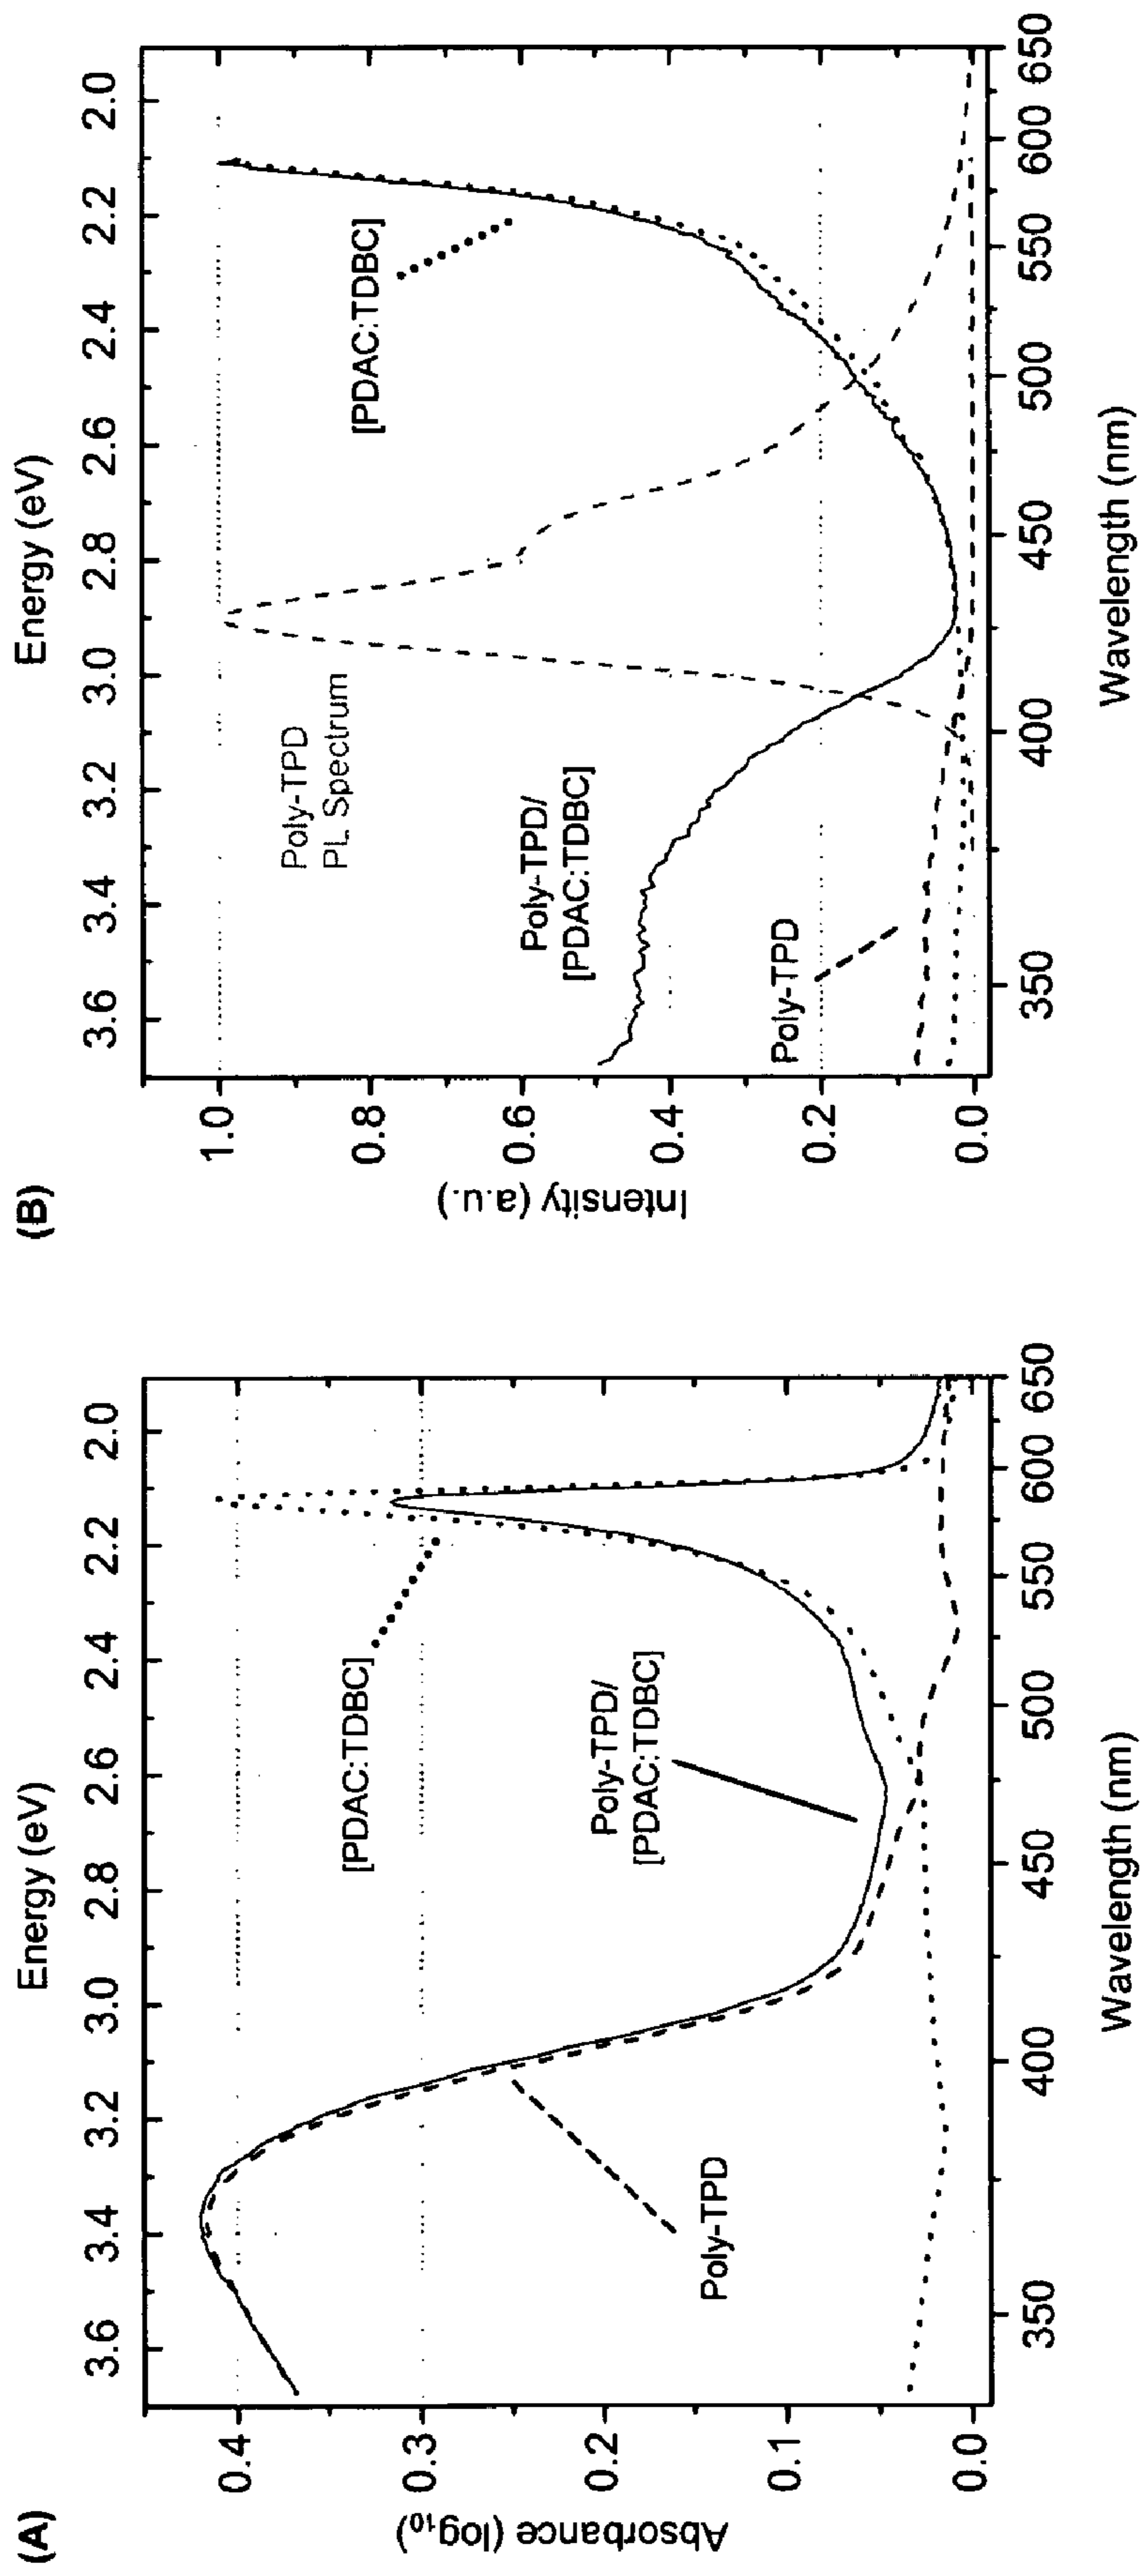 (A)
Energy (eV)
3.6 3.4 3.2 3.0 2.8 2.6 2.4 2.2 2.0
Absorbance (log10)
0.4
0.3
0.2
0.1
0.0
[PDAC:TDBC]
Poly-TPD/
[PDAC:TDBC]
Poly-TPD
350 400 450 500 550 600 650
Wavelength (nm)
(B)
Energy (eV)
3.6 3.4 3.2 3.0 2.8 2.6 2.4 2.2 2.0
Intensity (a.u.)
1.0
0.8
0.6
0.4
0.2
0.0
Poly-TPD
PL Spectrum
[PDAC:TDBC]
Poly-TPD/
[PDAC:TDBC]
Poly-TPD
350 400 450 500 550 600 650
Wavelength (nm)